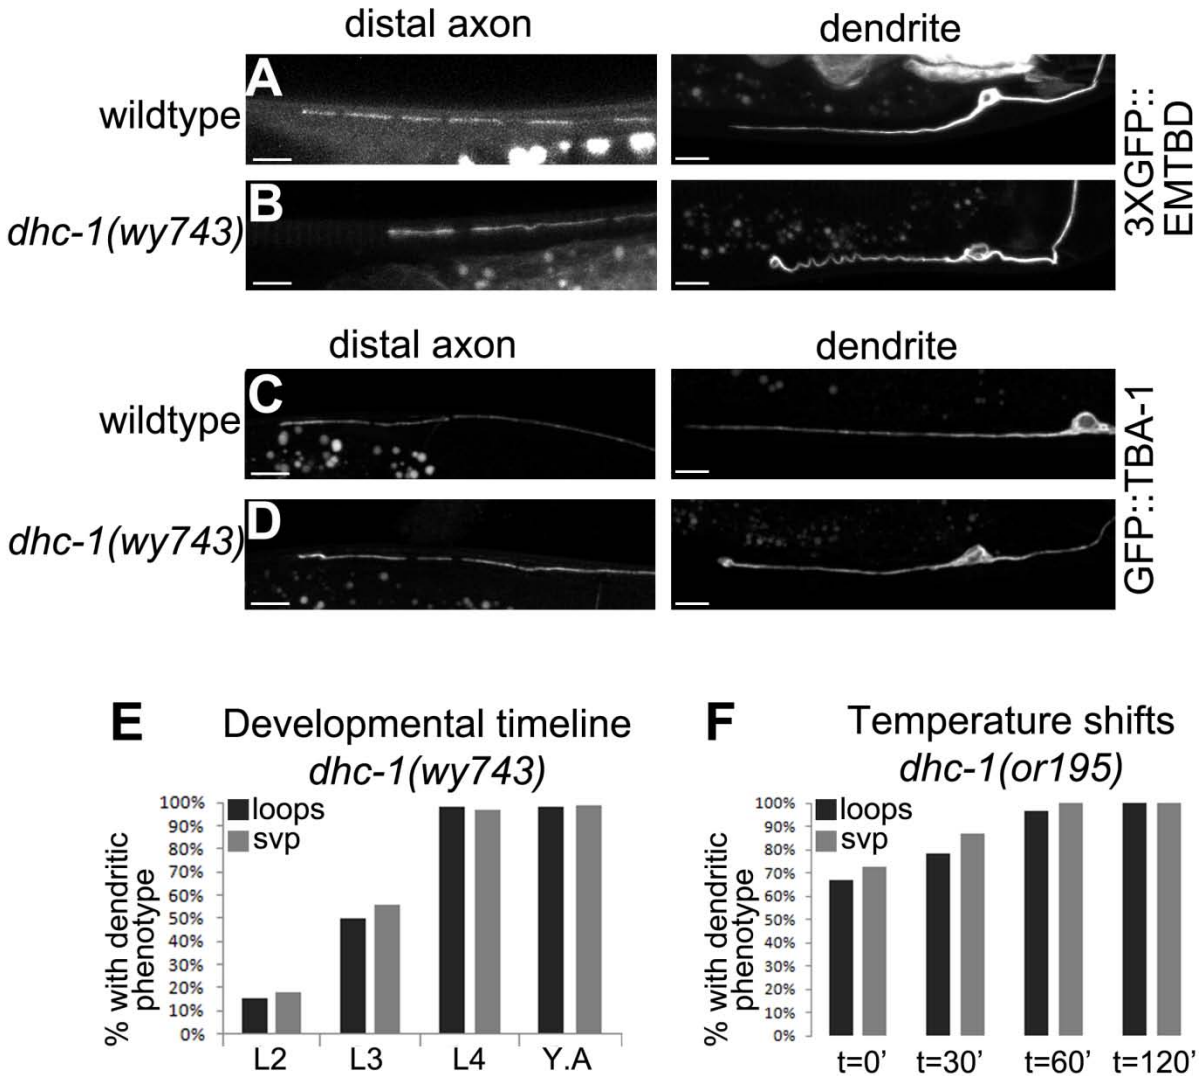 distal axon
dendrite
A
wildtype
B
dhc-1(wy743)
3XGFP::
EMTBD
distal axon
dendrite
C
wildtype
D
dhc-1(wy743)
GFP::TBA-1
E
Developmental timeline
dhc-1(wy743)
% with dendritic
phenotype
100%
90%
80%
70%
60%
50%
40%
30%
20%
10%
0%
loops
svp
L2
L3
L4
Y.A
F
Temperature shifts
dhc-1(or195)
% with dendritic
phenotype
100%
90%
80%
70%
60%
50%
40%
30%
20%
10%
0%
loops
svp
t=0’
t=30’
t=60’
t=120’